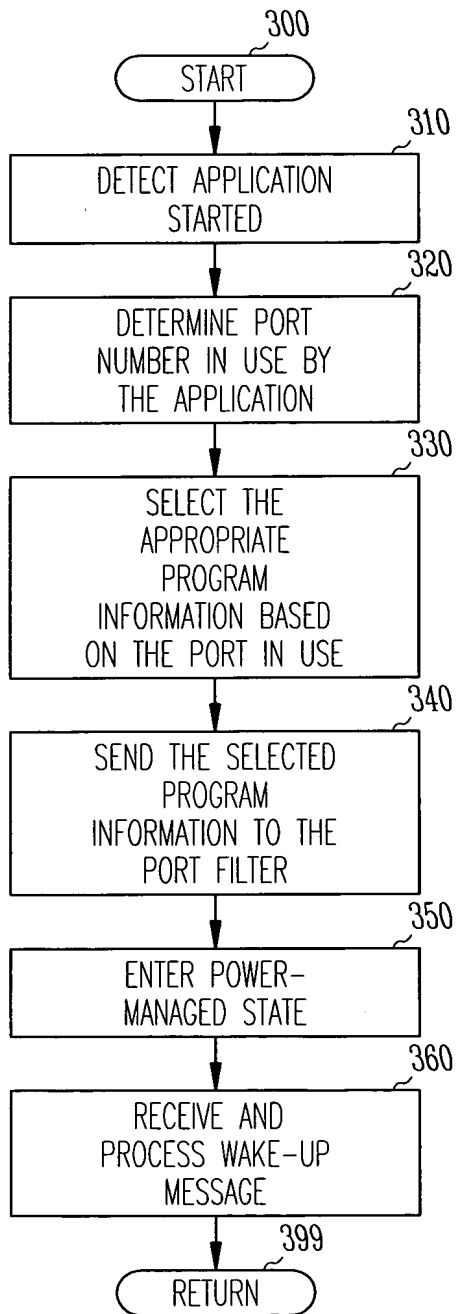 300
START
310
DETECT APPLICATION
STARTED
320
DETERMINE PORT
NUMBER IN USE BY
THE APPLICATION
330
SELECT THE
APPROPRIATE
PROGRAM
INFORMATION BASED
ON THE PORT IN USE
340
SEND THE SELECTED
PROGRAM
INFORMATION TO THE
PORT FILTER
350
ENTER POWER-
MANAGED STATE
360
RECEIVE AND
PROCESS WAKE-UP
MESSAGE
399
RETURN